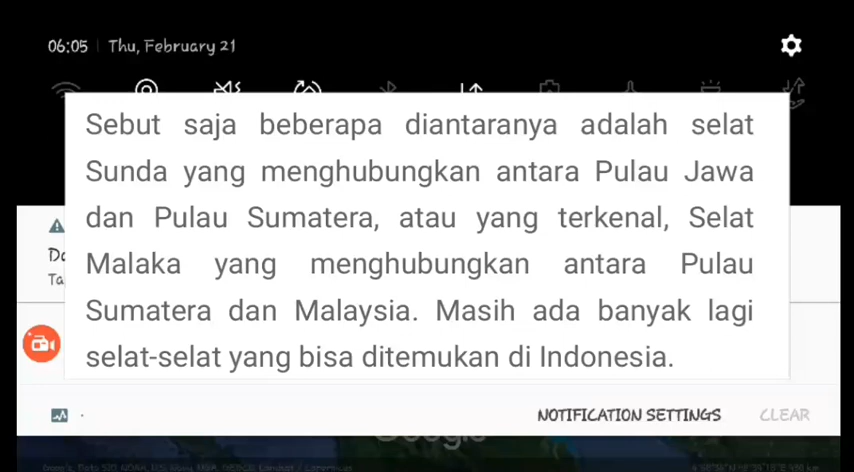 06:05 | Thu, February 21
Sebut saja beberapa diantaranya adalah selat
Sunda yang menghubungkan antara Pulau Jawa
dan Pulau Sumatera, atau yang terkenal, Selat
Malaka yang menghubungkan antara Pulau
Sumatera dan Malaysia. Masih ada banyak lagi
selat-selat yang bisa ditemukan di Indonesia.
NOTIFICATION SETTINGS
CLEAR
Google